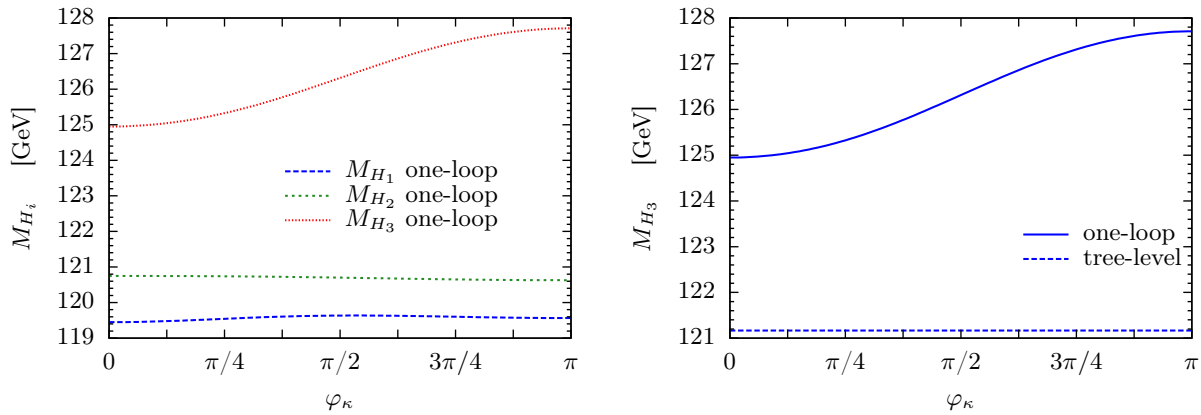 128
127
126
125
124
123
122
121
120
119
M_{H_i} [GeV]
M_{H_1} one-loop
M_{H_2} one-loop
M_{H_3} one-loop
0 π/4 π/2 3π/4 π
φ_κ
128
127
126
125
124
123
122
121
M_{H_3} [GeV]
one-loop
tree-level
0 π/4 π/2 3π/4 π
φ_κ